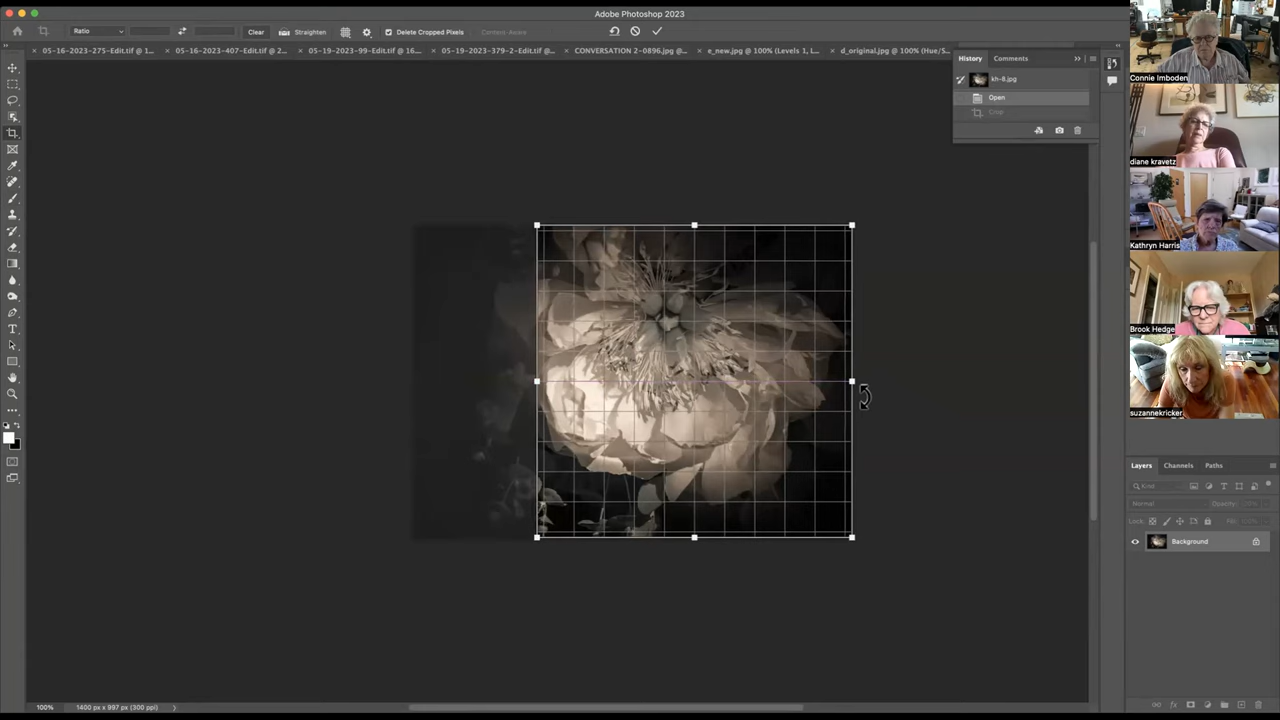 Adobe Photoshop 2023
Ratio Clear Straighten Delete Cropped Pixels Content-Aware
05-16-2023-275-Edit.tif @ 1... 05-16-2023-407-Edit.tif @ 2... 05-19-2023-99-Edit.tif @ 16... 05-19-2023-379-2-Edit.tif @... CONVERSATION 2-0896.jpg @... e_new.jpg @ 100% (Levels 1, L... d_original.jpg @ 100% (Hue/S...
History Comments
kh-8.jpg
Open
Crop
Connie Imboden
diane kravetz
Kathryn Harris
Brook Hedge
suzannekricker
Layers Channels Paths
Kind
Normal Opacity:
Lock: Fill:
Background
100% 1400 px x 997 px (300 ppi)